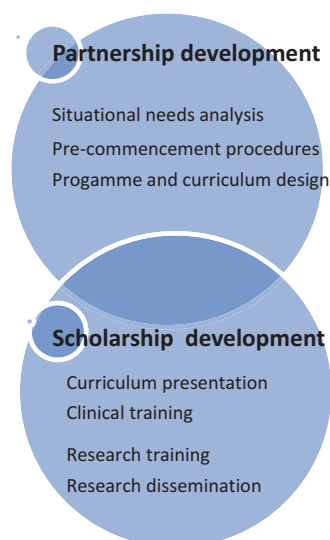 Partnership development
Situational needs analysis
Pre-commencement procedures
Progamme and curriculum design
Scholarship development
Curriculum presentation
Clinical training
Research training
Research dissemination